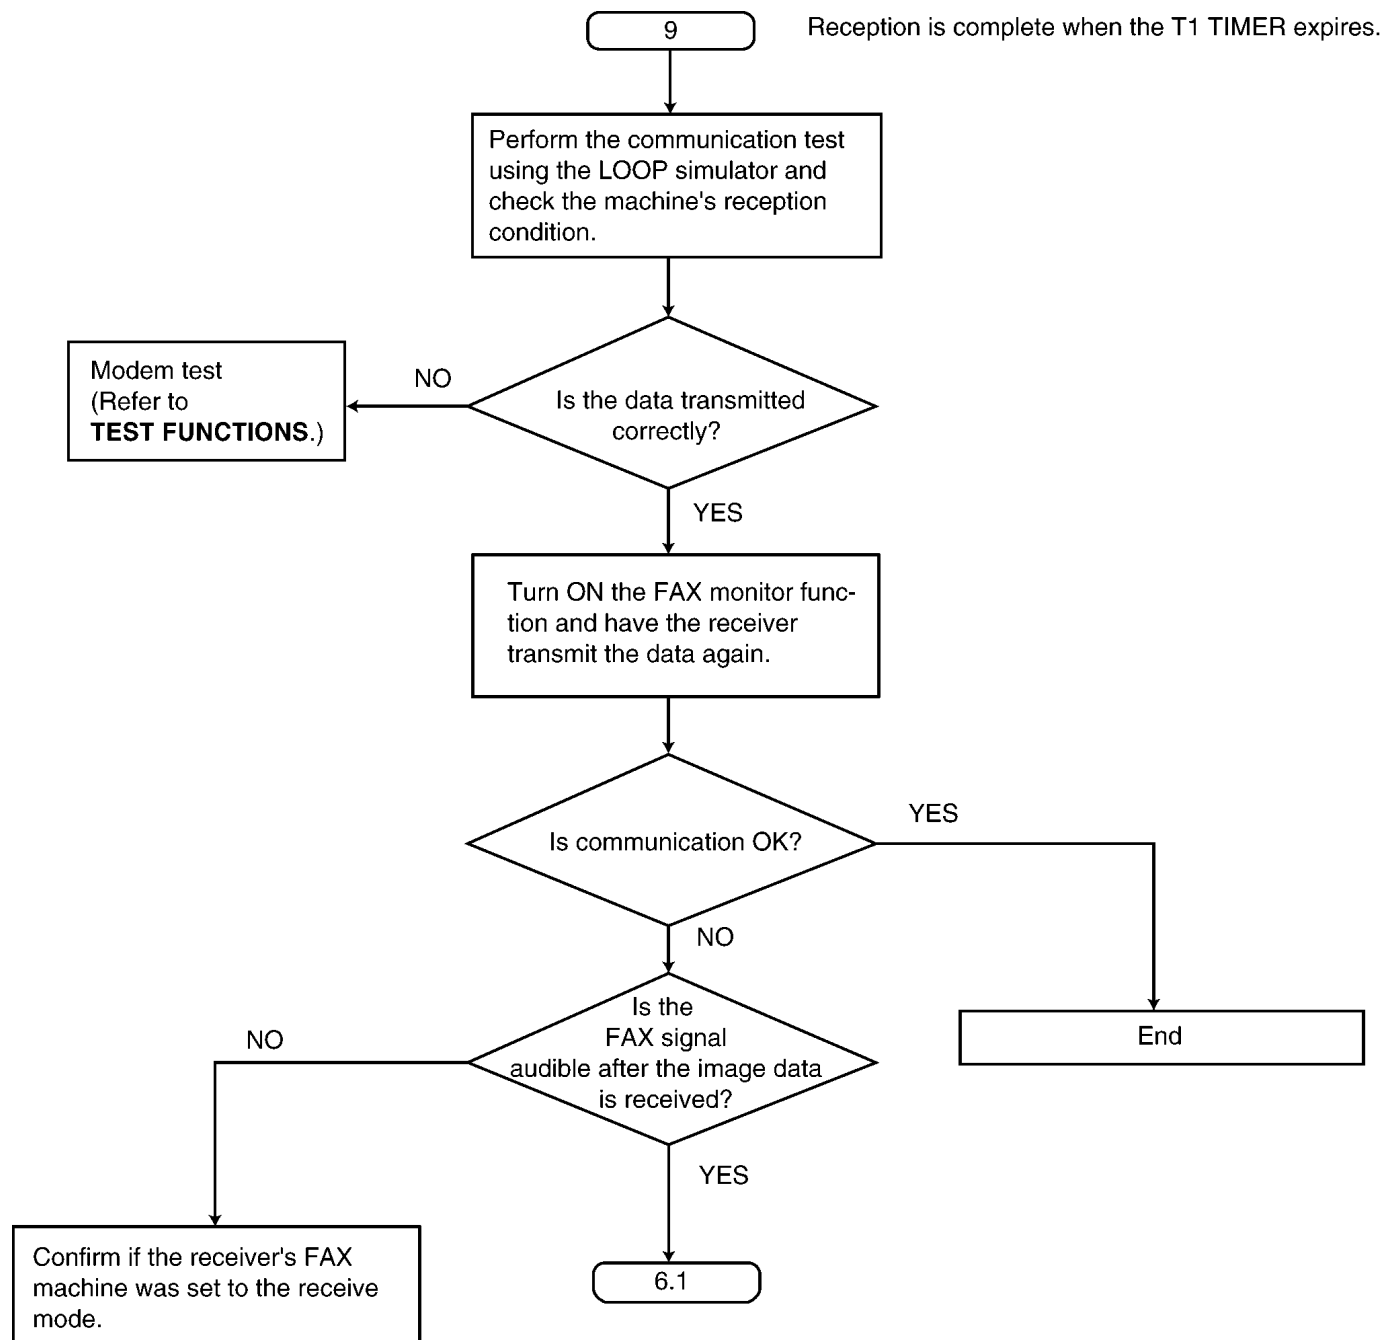 9
Reception is complete when the T1 TIMER expires.
Perform the communication test
using the LOOP simulator and
check the machine's reception
condition.
Modem test
(Refer to
TEST FUNCTIONS.)
NO
Is the data transmitted
correctly?
YES
Turn ON the FAX monitor func-
tion and have the receiver
transmit the data again.
YES
Is communication OK?
NO
Is the
FAX signal
audible after the image data
is received?
NO
End
YES
Confirm if the receiver's FAX
machine was set to the receive
mode.
6.1